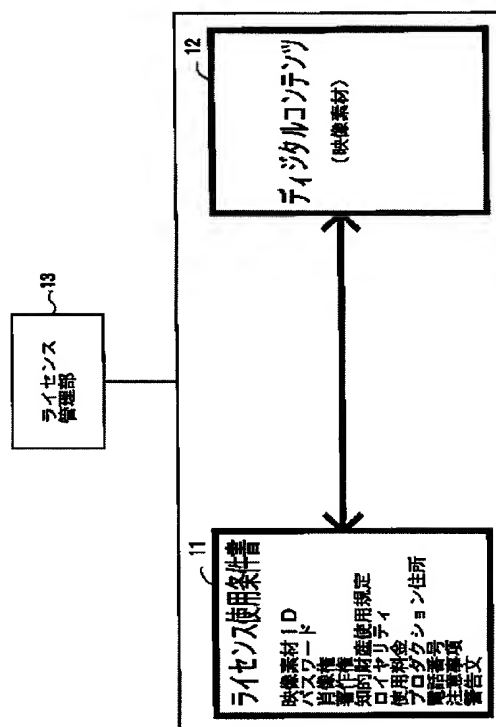 13
ライセンス
管理部
11
ライセンス使用条件書
映像素材ID
パスワード
肖像権
著作権
知的財産使用規定
ロイヤリティ
使用料金
プロダクション住所
電話番号
注意事項
警告文
12
ディジタルコンテンツ
(映像素材)